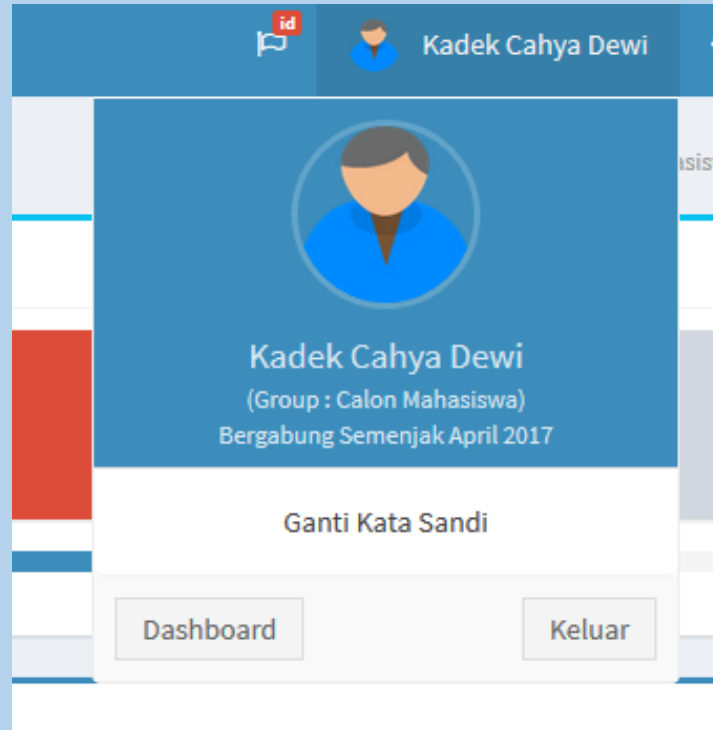 id
Kadek Cahya Dewi
Kadek Cahya Dewi
(Group : Calon Mahasiswa)
Bergabung Semenjak April 2017
Ganti Kata Sandi
Dashboard
Keluar